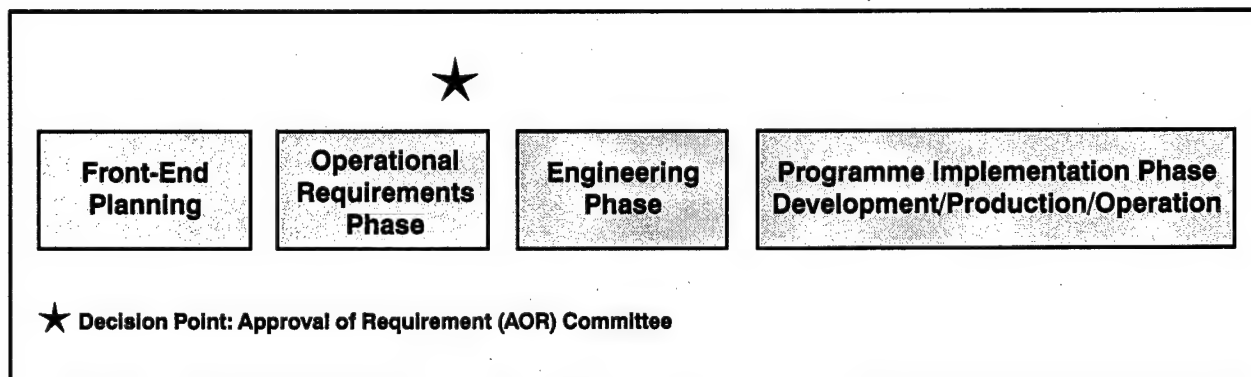 Front-End
Planning
Operational
Requirements
Phase
Engineering
Phase
Programme Implementation Phase
Development/Production/Operation
Decision Point: Approval of Requirement (AOR) Committee